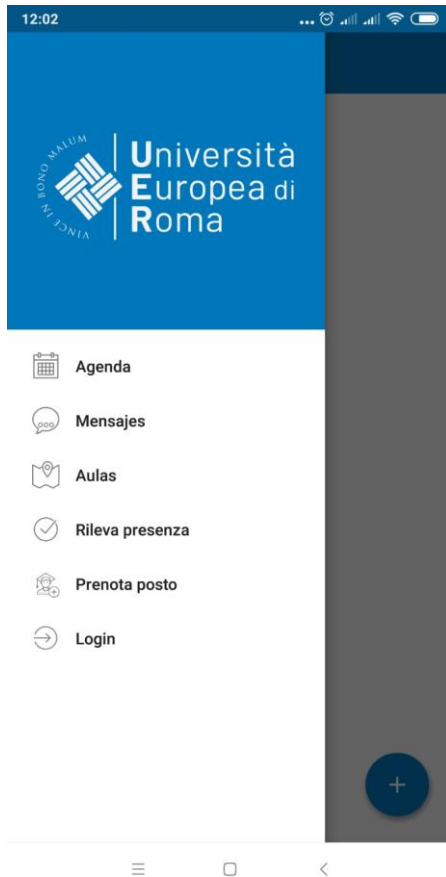 12:02
VINCE IN BONO MALUM
Università
Europea di
Roma
Agenda
Mensajes
Aulas
Rileva presenza
Prenota posto
Login